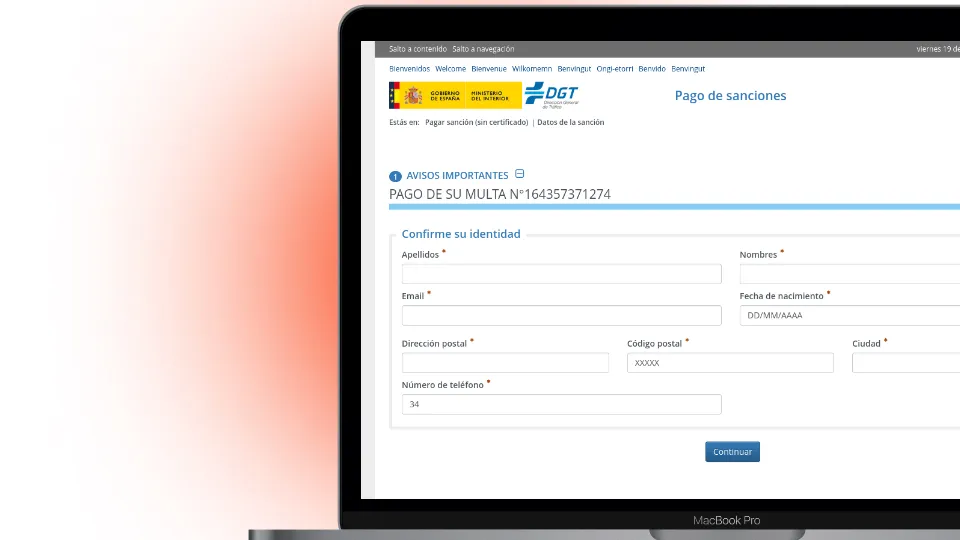 Salto a contenido Salto a navegación viernes 19 de
Bienvenidos Welcome Bienvenue Wilkomemn Benvingut Ongi-etorri Benvido Benvingut
GOBIERNO DE ESPAÑA MINISTERIO DEL INTERIOR DGT Dirección General de Tráfico
Pago de sanciones
Estás en: Pagar sanción (sin certificado) | Datos de la sanción
1 AVISOS IMPORTANTES
PAGO DE SU MULTA N°164357371274
Confirme su identidad
Apellidos * Nombres *
Email * Fecha de nacimiento *
DD/MM/AAAA
Dirección postal * Código postal * Ciudad *
XXXXX
Número de teléfono *
34
Continuar
MacBook Pro